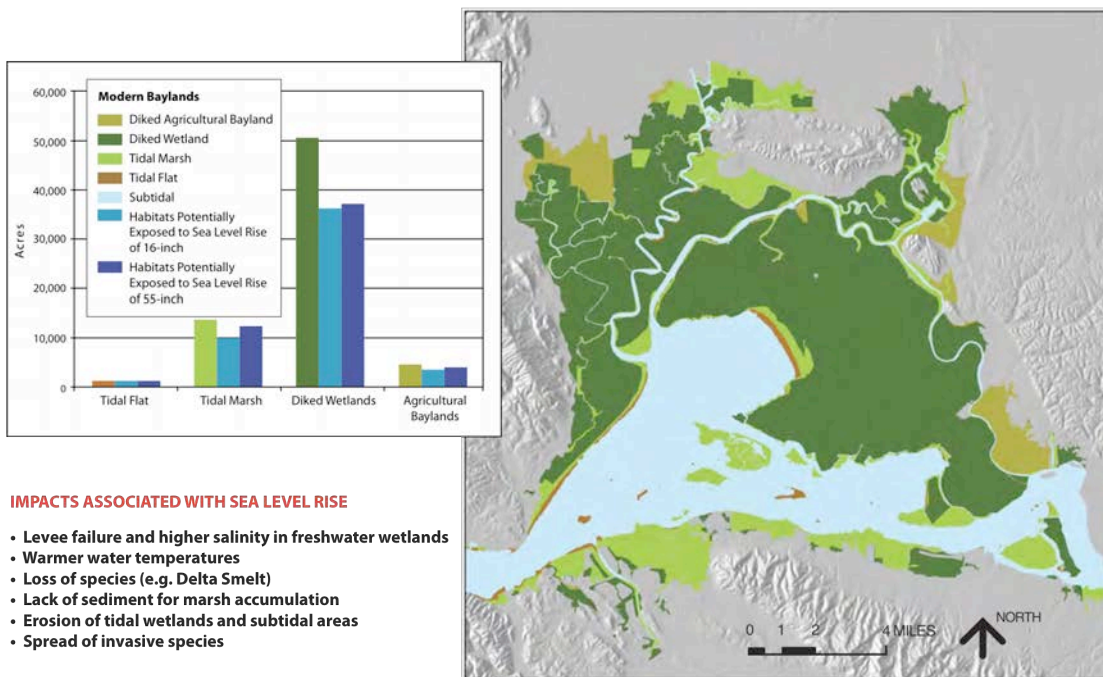 60,000
50,000
40,000
30,000
20,000
10,000
0
Acres
Modern Baylands
Diked Agricultural Bayland
Diked Wetland
Tidal Marsh
Tidal Flat
Subtidal
Habitats Potentially
Exposed to Sea Level Rise
of 16-inch
Habitats Potentially
Exposed to Sea Level Rise
of 55-inch
Tidal Flat
Tidal Marsh
Diked Wetlands
Agricultural
Baylands
IMPACTS ASSOCIATED WITH SEA LEVEL RISE
• Levee failure and higher salinity in freshwater wetlands
• Warmer water temperatures
• Loss of species (e.g. Delta Smelt)
• Lack of sediment for marsh accumulation
• Erosion of tidal wetlands and subtidal areas
• Spread of invasive species
0 1 2 4 MILES
NORTH